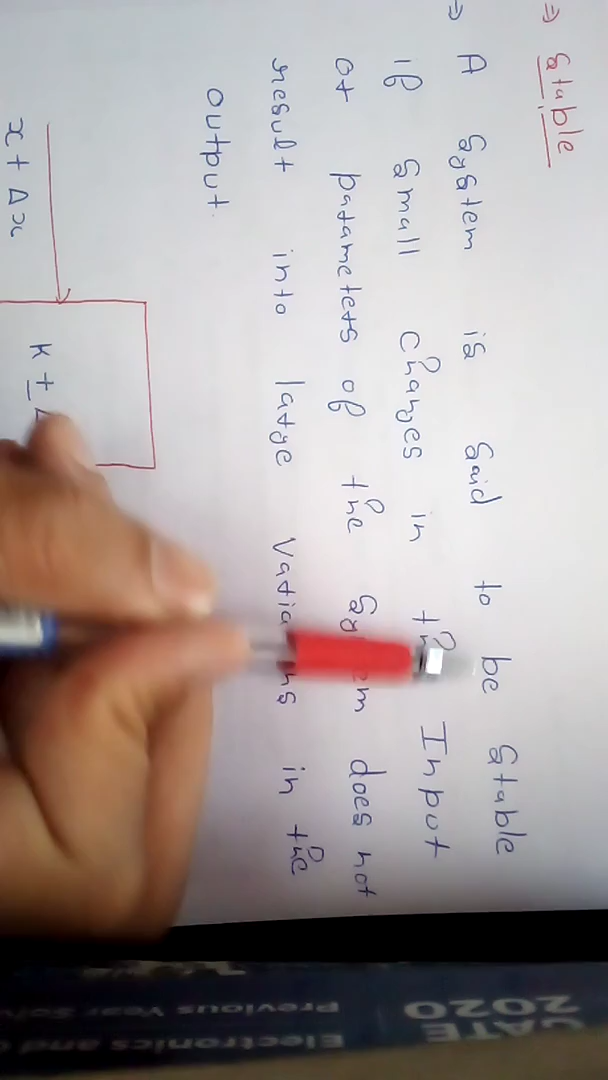 ⇒ Stable
⇒ A System is Said to be Stable
if Small Changes in the Input
or parameters of the System does not
result into large Variations in the
output.
x + Δx
K +
GATE
2020
Previous Year Solv
Electronics and